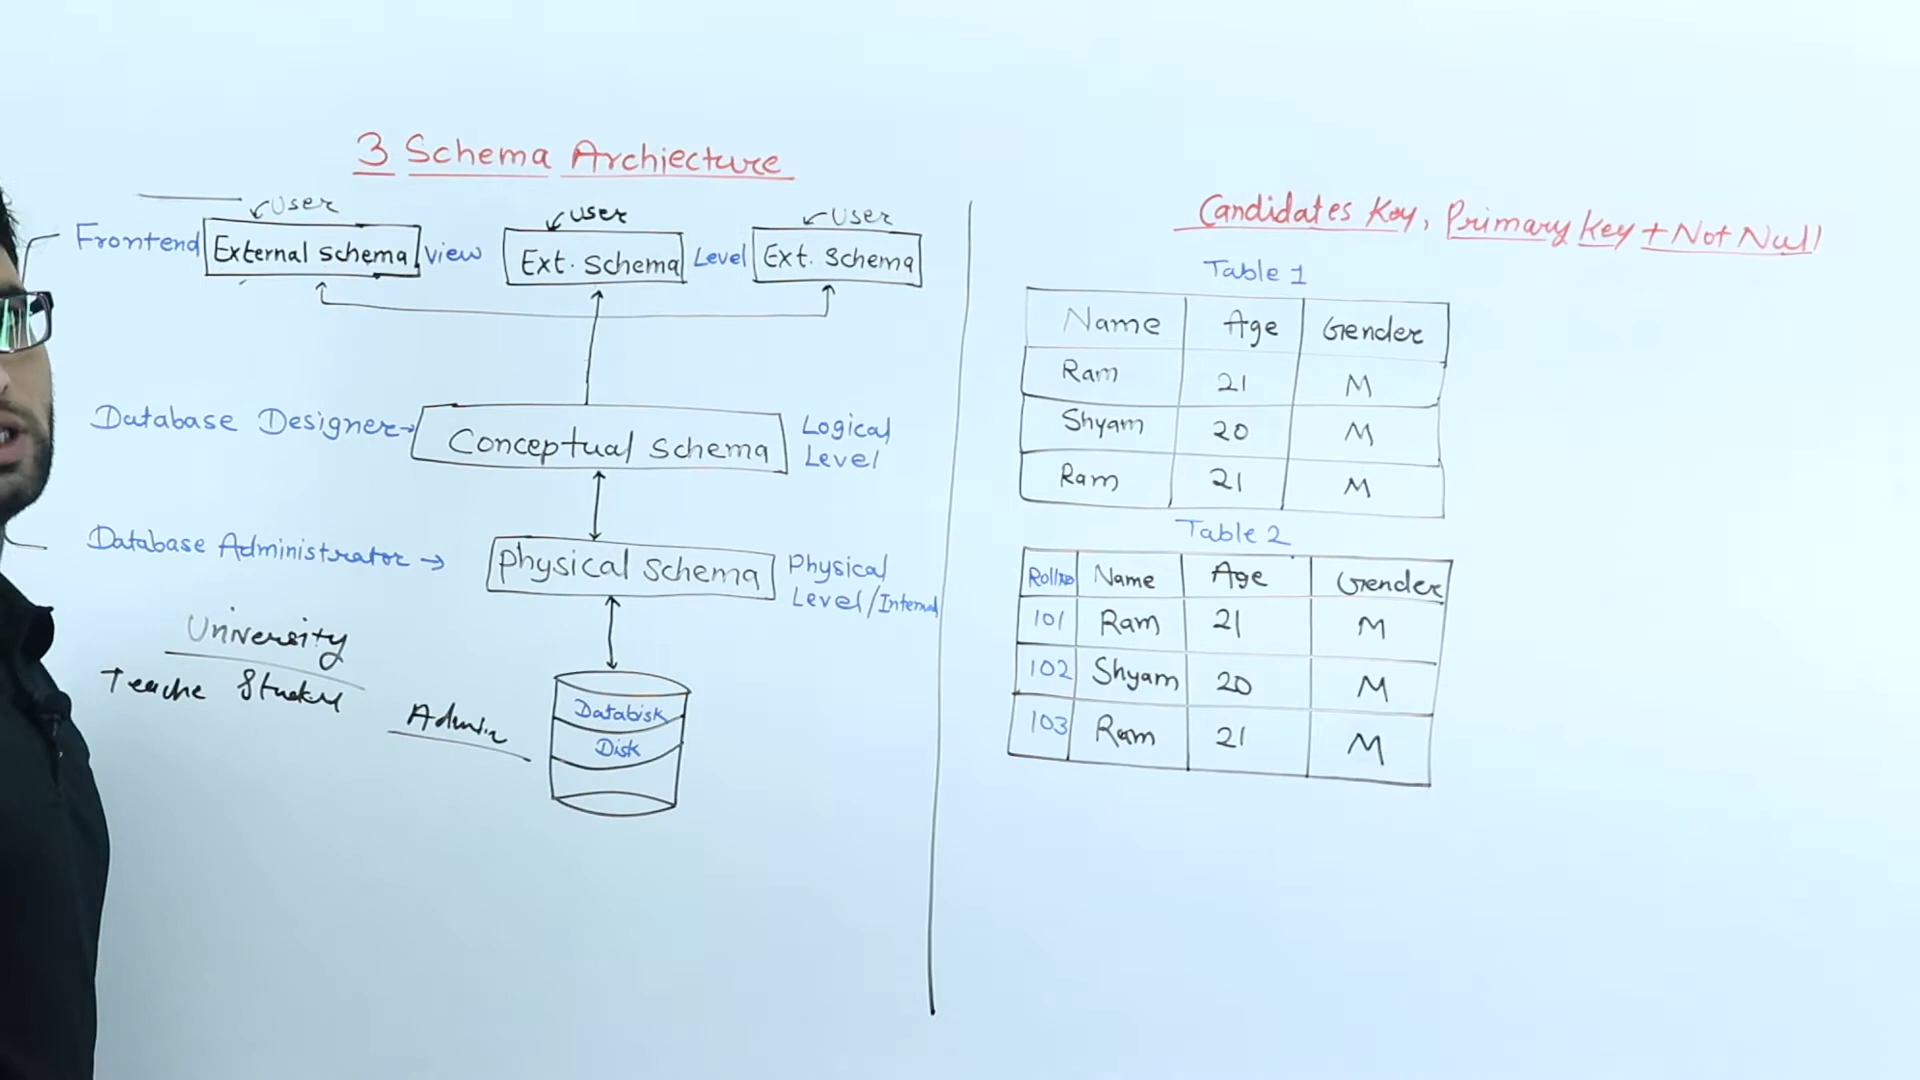 3 Schema Archiecture
User
User
User
Frontend External Schema View Ext. Schema Level Ext. Schema
Database Designer→ Conceptual Schema Logical
Level
Database Administrator → Physical Schema Physical
Level/Internal
University
Admin
Databisk
Disk
Candidates Key, Primary Key + Not Null
Table 1
Name Age Gender
Ram 21 M
Shyam 20 M
Ram 21 M
Table 2
Rollno Name Age Gender
101 Ram 21 M
102 Shyam 20 M
103 Ram 21 M